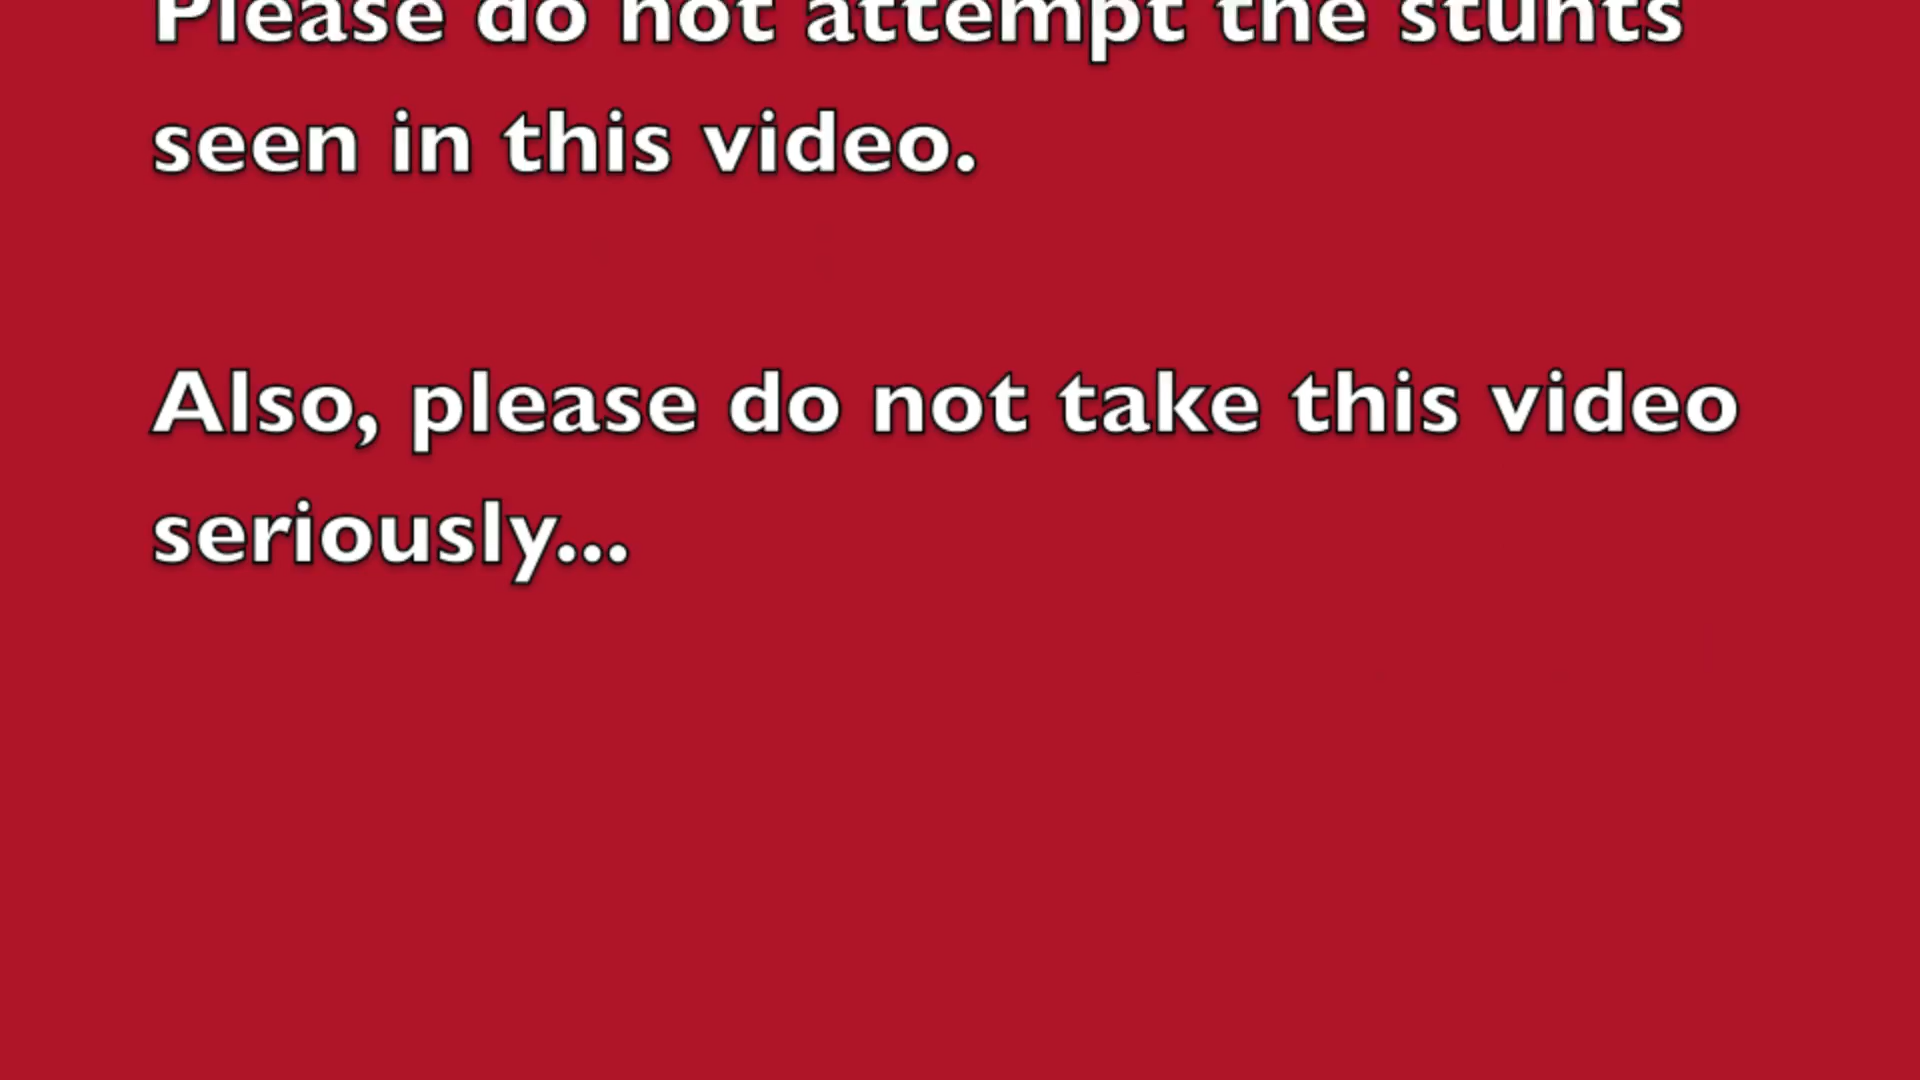 Please do not attempt the stunts
seen in this video.
Also, please do not take this video
seriously...